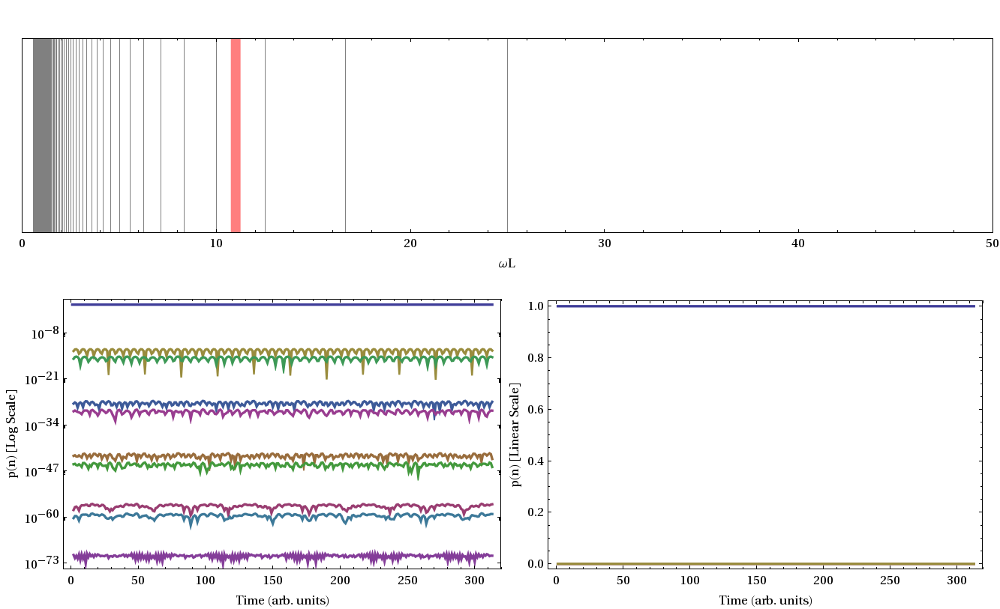 0 10 20 30 40 50
ωL
p(n) [Log Scale]
10^−8
10^−21
10^−34
10^−47
10^−60
10^−73
0 50 100 150 200 250 300
Time (arb. units)
p(n) [Linear Scale]
1.0
0.8
0.6
0.4
0.2
0.0
0 50 100 150 200 250 300
Time (arb. units)